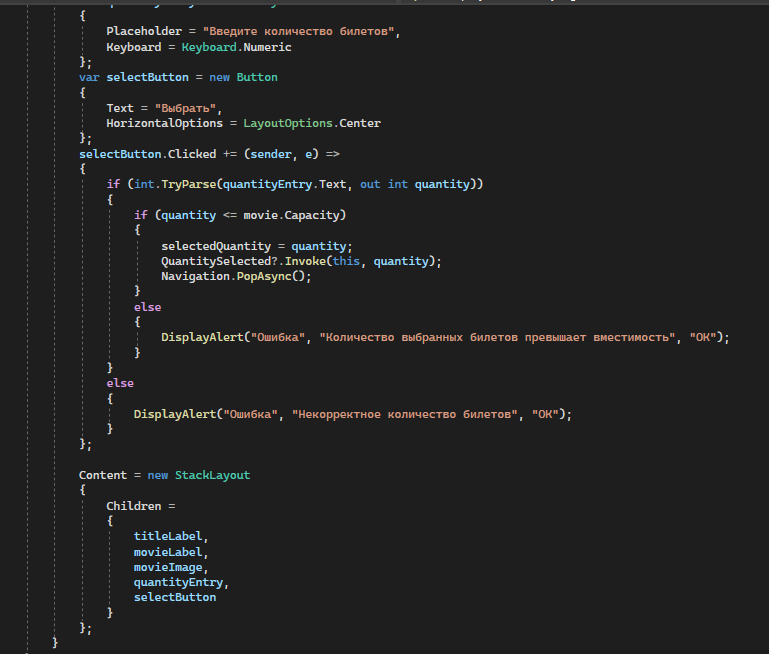 {
Placeholder = "Введите количество билетов",
Keyboard = Keyboard.Numeric
};
var selectButton = new Button
{
Text = "Выбрать",
HorizontalOptions = LayoutOptions.Center
};
selectButton.Clicked += (sender, e) =>
{
if (int.TryParse(quantityEntry.Text, out int quantity))
{
if (quantity <= movie.Capacity)
{
selectedQuantity = quantity;
QuantitySelected?.Invoke(this, quantity);
Navigation.PopAsync();
}
else
{
DisplayAlert("Ошибка", "Количество выбранных билетов превышает вместимость", "ОК");
}
}
else
{
DisplayAlert("Ошибка", "Некорректное количество билетов", "ОК");
}
};
Content = new StackLayout
{
Children =
{
titleLabel,
movieLabel,
movieImage,
quantityEntry,
selectButton
}
};
}